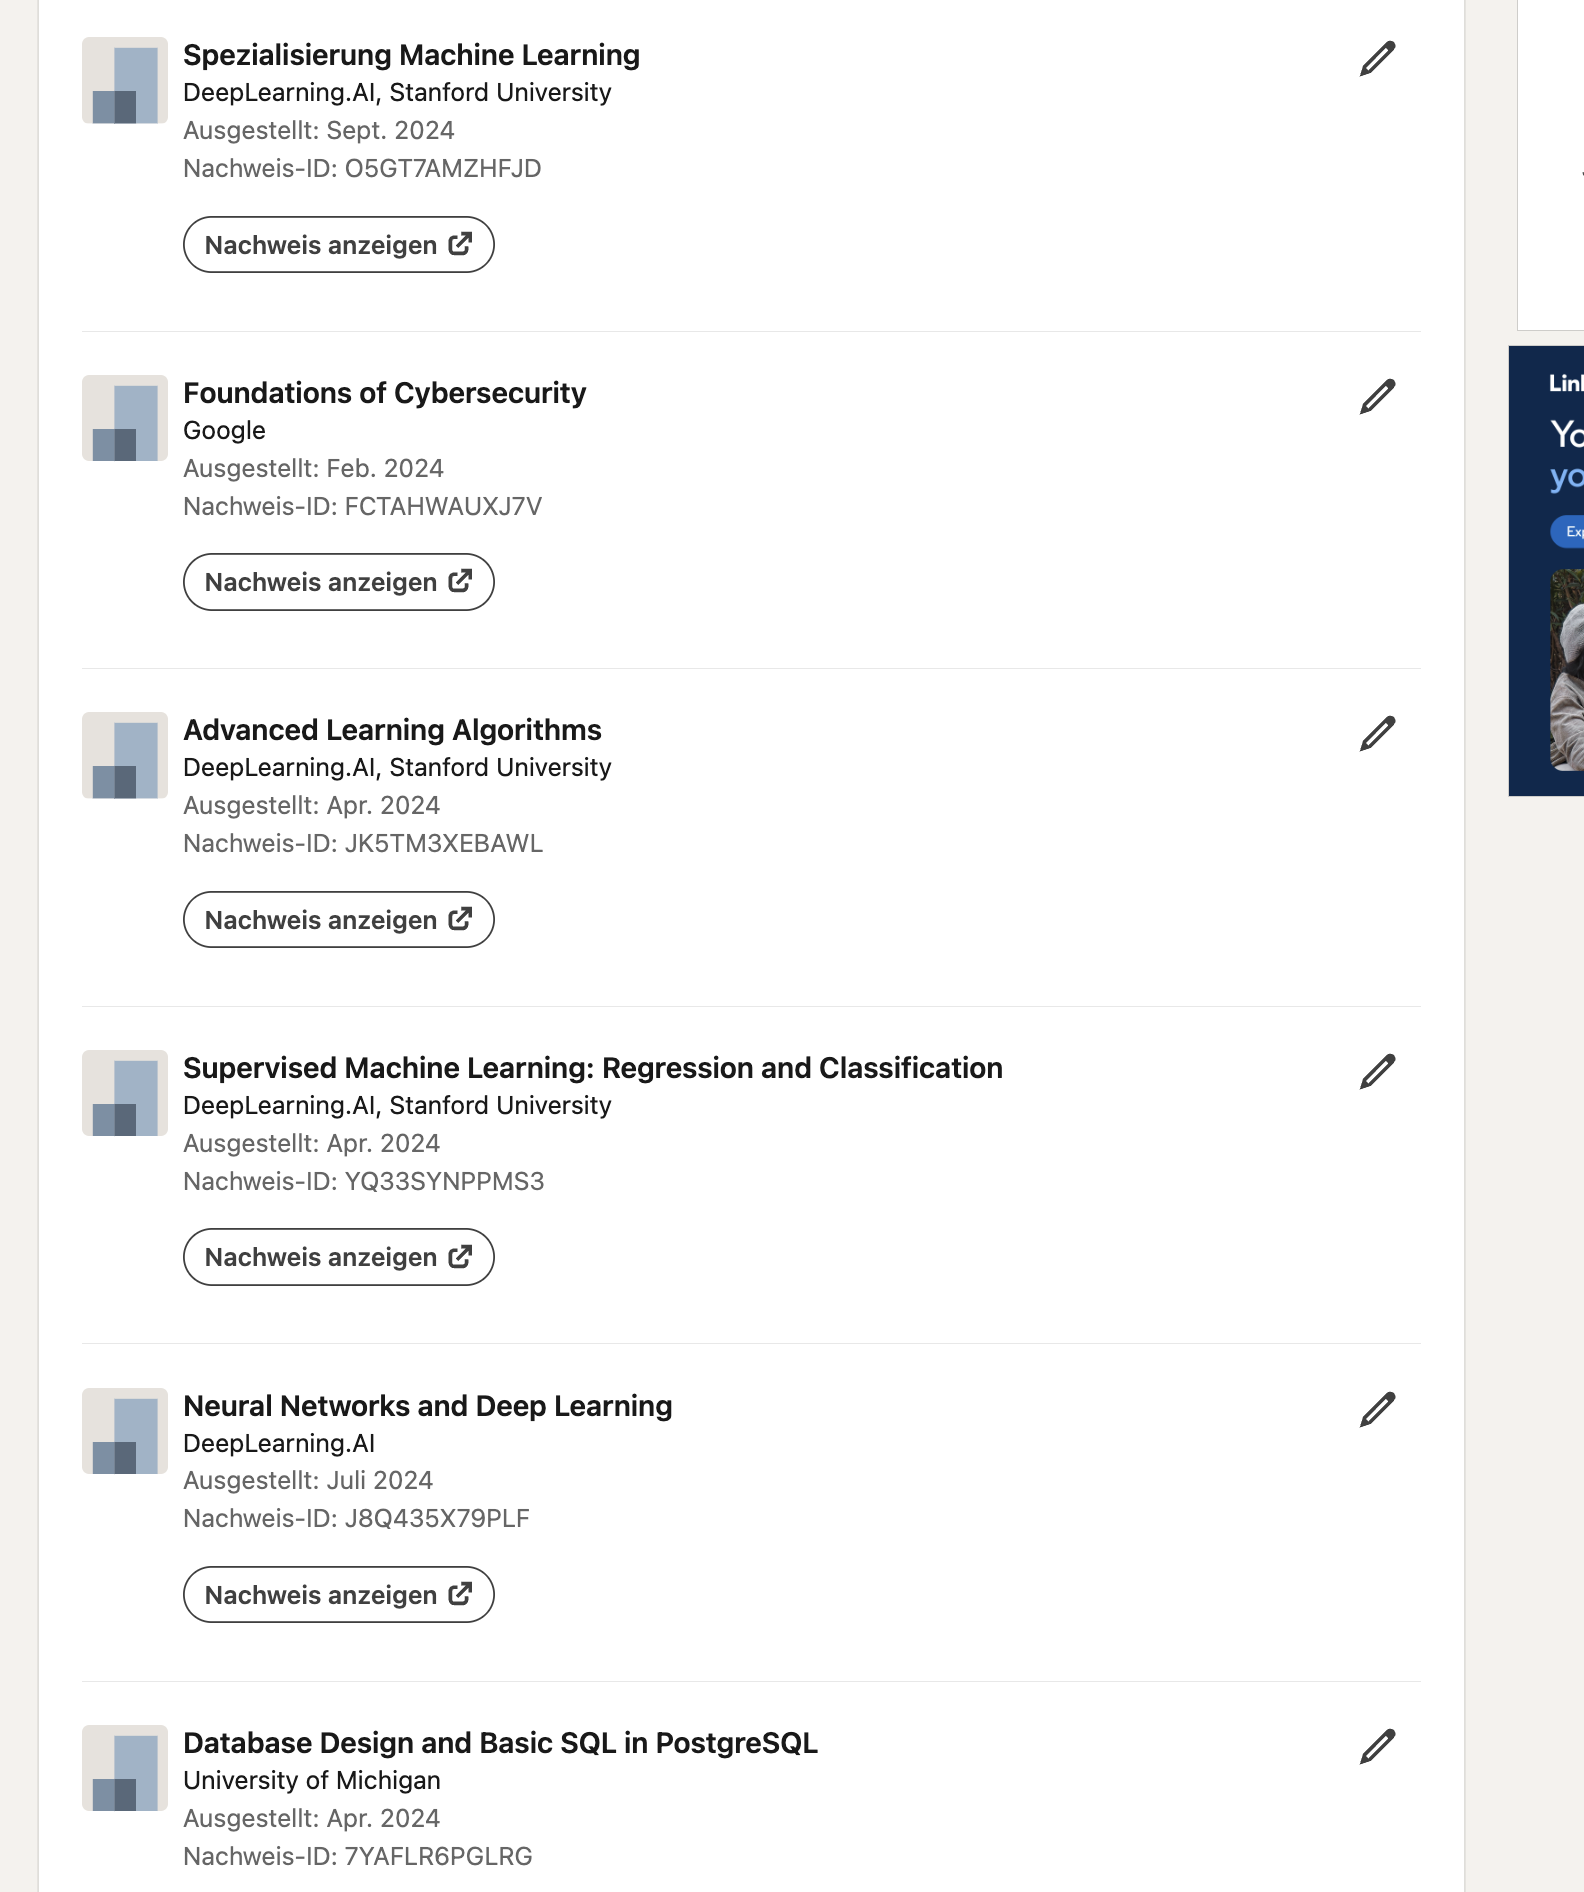 Spezialisierung Machine Learning
DeepLearning.AI, Stanford University
Ausgestellt: Sept. 2024
Nachweis-ID: O5GT7AMZHFJD
Nachweis anzeigen
Foundations of Cybersecurity
Google
Ausgestellt: Feb. 2024
Nachweis-ID: FCTAHWAUXJ7V
Nachweis anzeigen
Advanced Learning Algorithms
DeepLearning.AI, Stanford University
Ausgestellt: Apr. 2024
Nachweis-ID: JK5TM3XEBAWL
Nachweis anzeigen
Supervised Machine Learning: Regression and Classification
DeepLearning.AI, Stanford University
Ausgestellt: Apr. 2024
Nachweis-ID: YQ33SYNPPMS3
Nachweis anzeigen
Neural Networks and Deep Learning
DeepLearning.AI
Ausgestellt: Juli 2024
Nachweis-ID: J8Q435X79PLF
Nachweis anzeigen
Database Design and Basic SQL in PostgreSQL
University of Michigan
Ausgestellt: Apr. 2024
Nachweis-ID: 7YAFLR6PGLRG